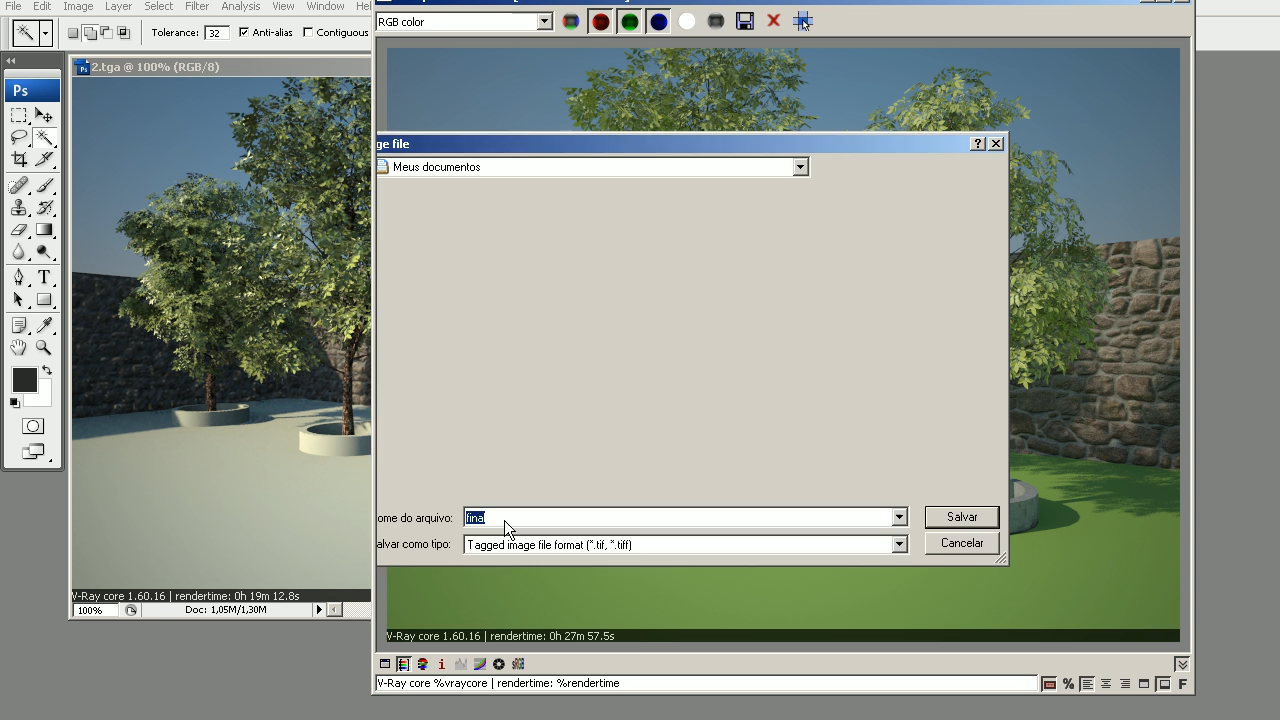 File Edit Image Layer Select Filter Analysis View Window
Tolerance: 32 Anti-alias Contiguous
RGB color
2.tga @ 100% (RGB/8)
Ps
ge file
Meus documentos
ome do arquivo: final
Salvar
alvar como tipo: Tagged image file format (*.tif, *.tiff)
Cancelar
V-Ray core 1.60.16 | rendertime: 0h 19m 12.8s
100% Doc: 1,05M/1,30M
V-Ray core 1.60.16 | rendertime: 0h 27m 57.5s
V-Ray core %vraycore | rendertime: %rendertime
% F